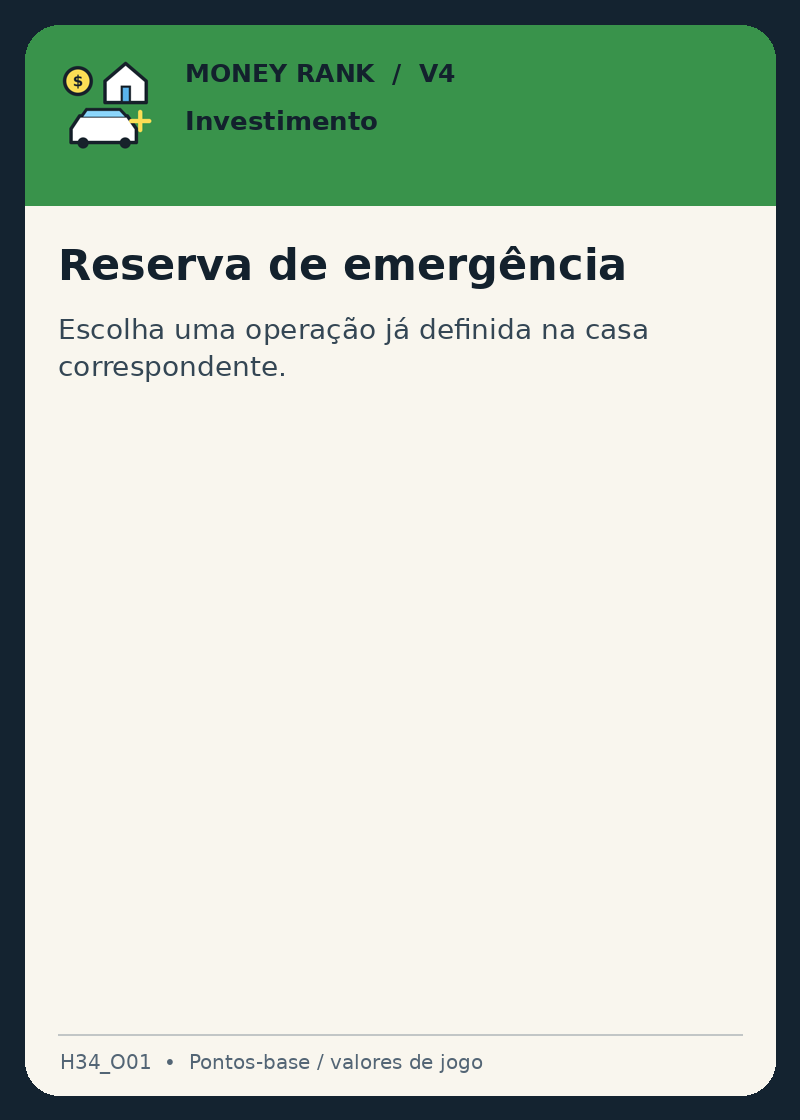 MONEY RANK / V4
$
Investimento
Reserva de emergência
Escolha uma operação já definida na casa
correspondente.
H34_O01 • Pontos-base / valores de jogo